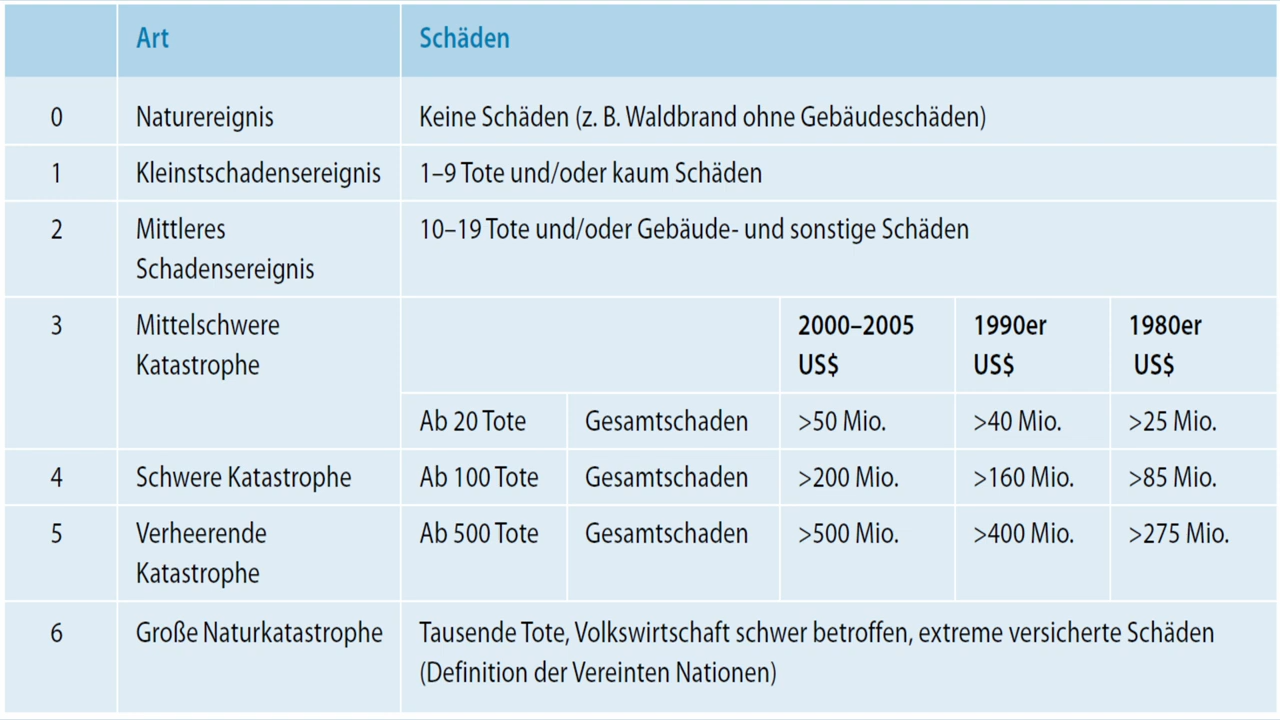 Art Schäden
0 Naturereignis Keine Schäden (z. B. Waldbrand ohne Gebäudeschäden)
1 Kleinstschadensereignis 1–9 Tote und/oder kaum Schäden
2 Mittleres 10–19 Tote und/oder Gebäude- und sonstige Schäden
Schadensereignis
3 Mittelschwere 2000–2005 1990er 1980er
Katastrophe US$ US$ US$
Ab 20 Tote Gesamtschaden >50 Mio. >40 Mio. >25 Mio.
4 Schwere Katastrophe Ab 100 Tote Gesamtschaden >200 Mio. >160 Mio. >85 Mio.
5 Verheerende Ab 500 Tote Gesamtschaden >500 Mio. >400 Mio. >275 Mio.
Katastrophe
6 Große Naturkatastrophe Tausende Tote, Volkswirtschaft schwer betroffen, extreme versicherte Schäden
(Definition der Vereinten Nationen)